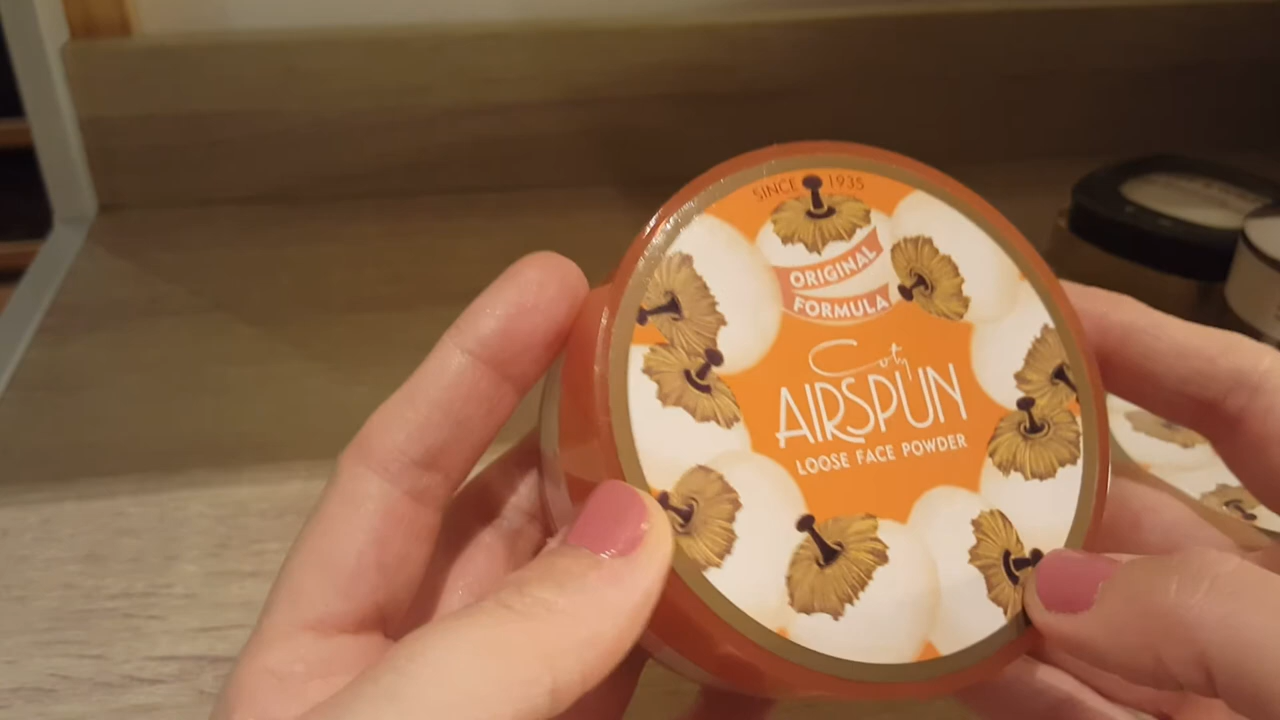 SINCE 1935
ORIGINAL
FORMULA
Coty
AIRSPUN
LOOSE FACE POWDER